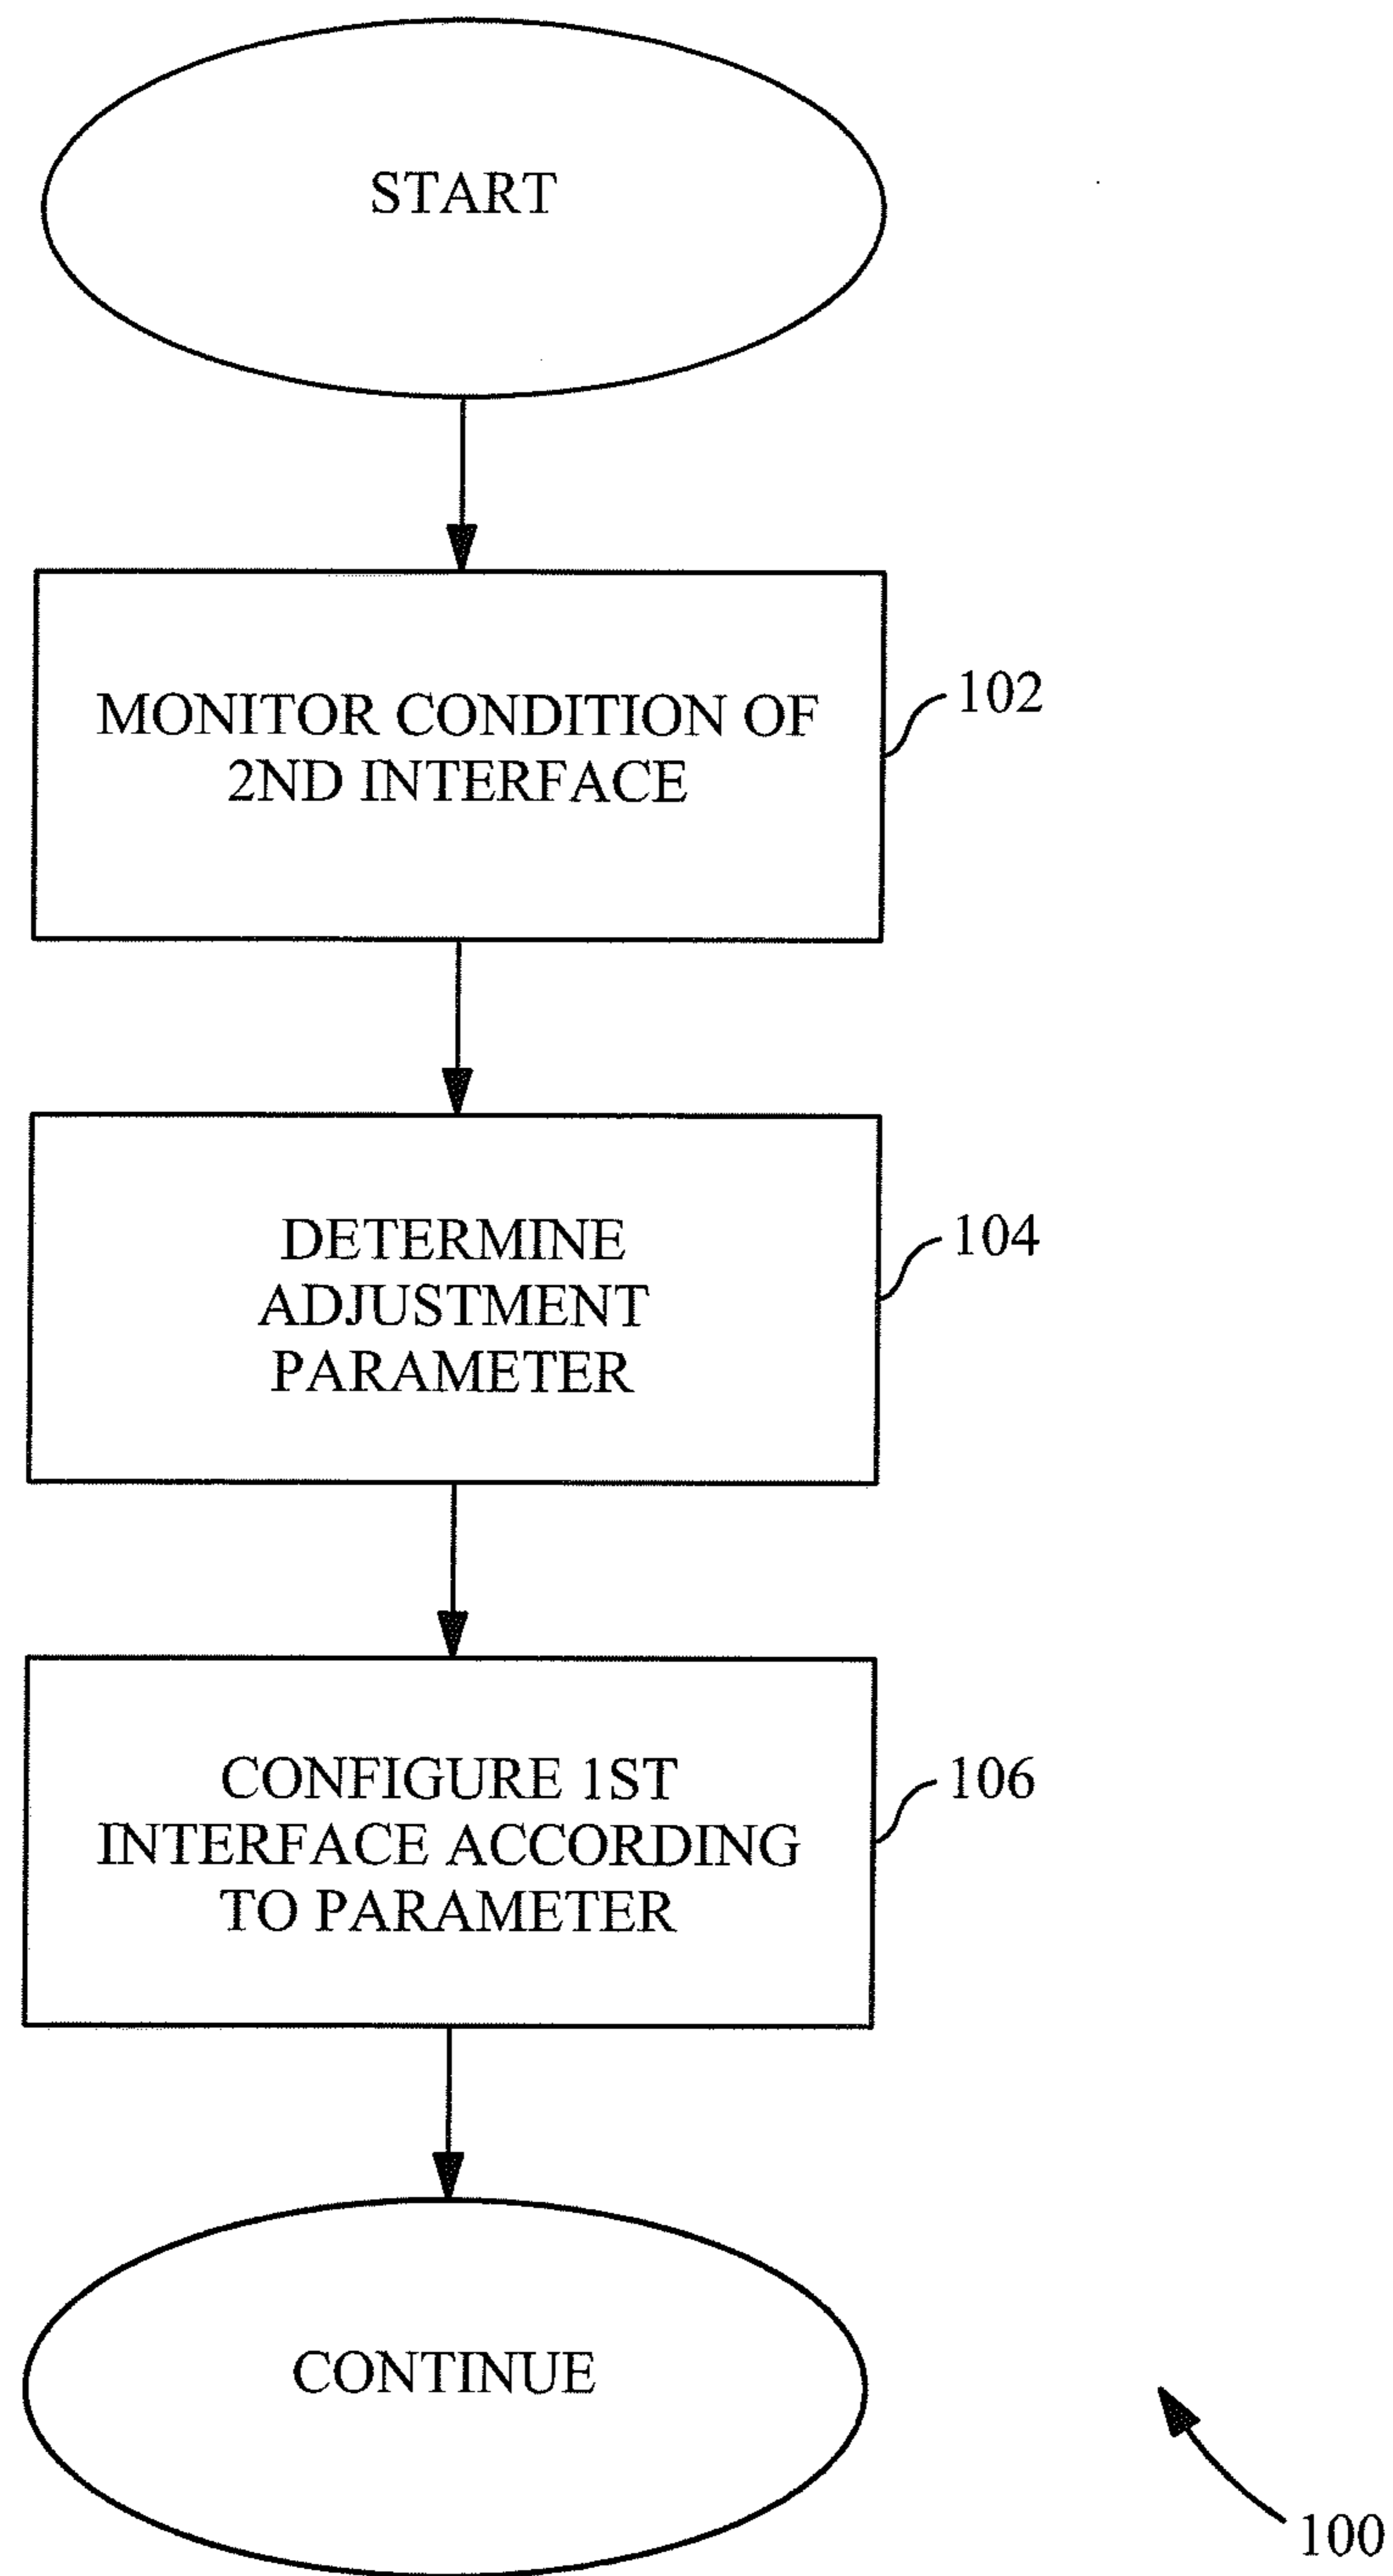 START
MONITOR CONDITION OF
2ND INTERFACE
102
DETERMINE
ADJUSTMENT
PARAMETER
104
CONFIGURE 1ST
INTERFACE ACCORDING
TO PARAMETER
106
CONTINUE
100